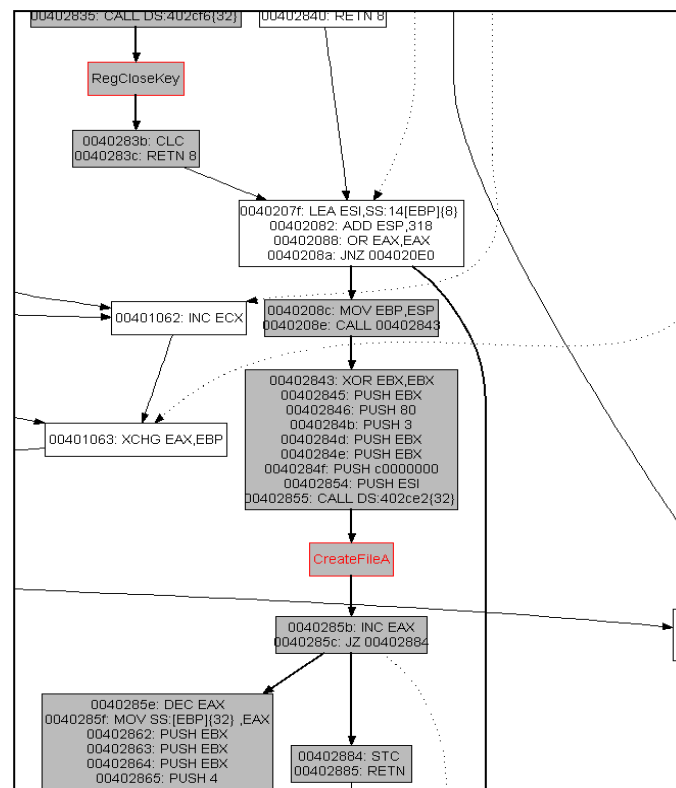 00402835: CALL DS:402cf6{32}
00402840: RETN 8
RegCloseKey
0040283b: CLC
0040283c: RETN 8
0040207f: LEA ESI,SS:14[EBP]{8}
00402082: ADD ESP,318
00402088: OR EAX,EAX
0040208a: JNZ 004020E0
00401062: INC ECX
0040208c: MOV EBP,ESP
0040208e: CALL 00402843
00402843: XOR EBX,EBX
00402845: PUSH EBX
00402846: PUSH 80
0040284b: PUSH 3
0040284d: PUSH EBX
0040284e: PUSH EBX
0040284f: PUSH c0000000
00402854: PUSH ESI
00402855: CALL DS:402ce2{32}
00401063: XCHG EAX,EBP
CreateFileA
0040285b: INC EAX
0040285c: JZ 00402884
0040285e: DEC EAX
0040285f: MOV SS:[EBP]{32} ,EAX
00402862: PUSH EBX
00402863: PUSH EBX
00402864: PUSH EBX
00402865: PUSH 4
00402884: STC
00402885: RETN